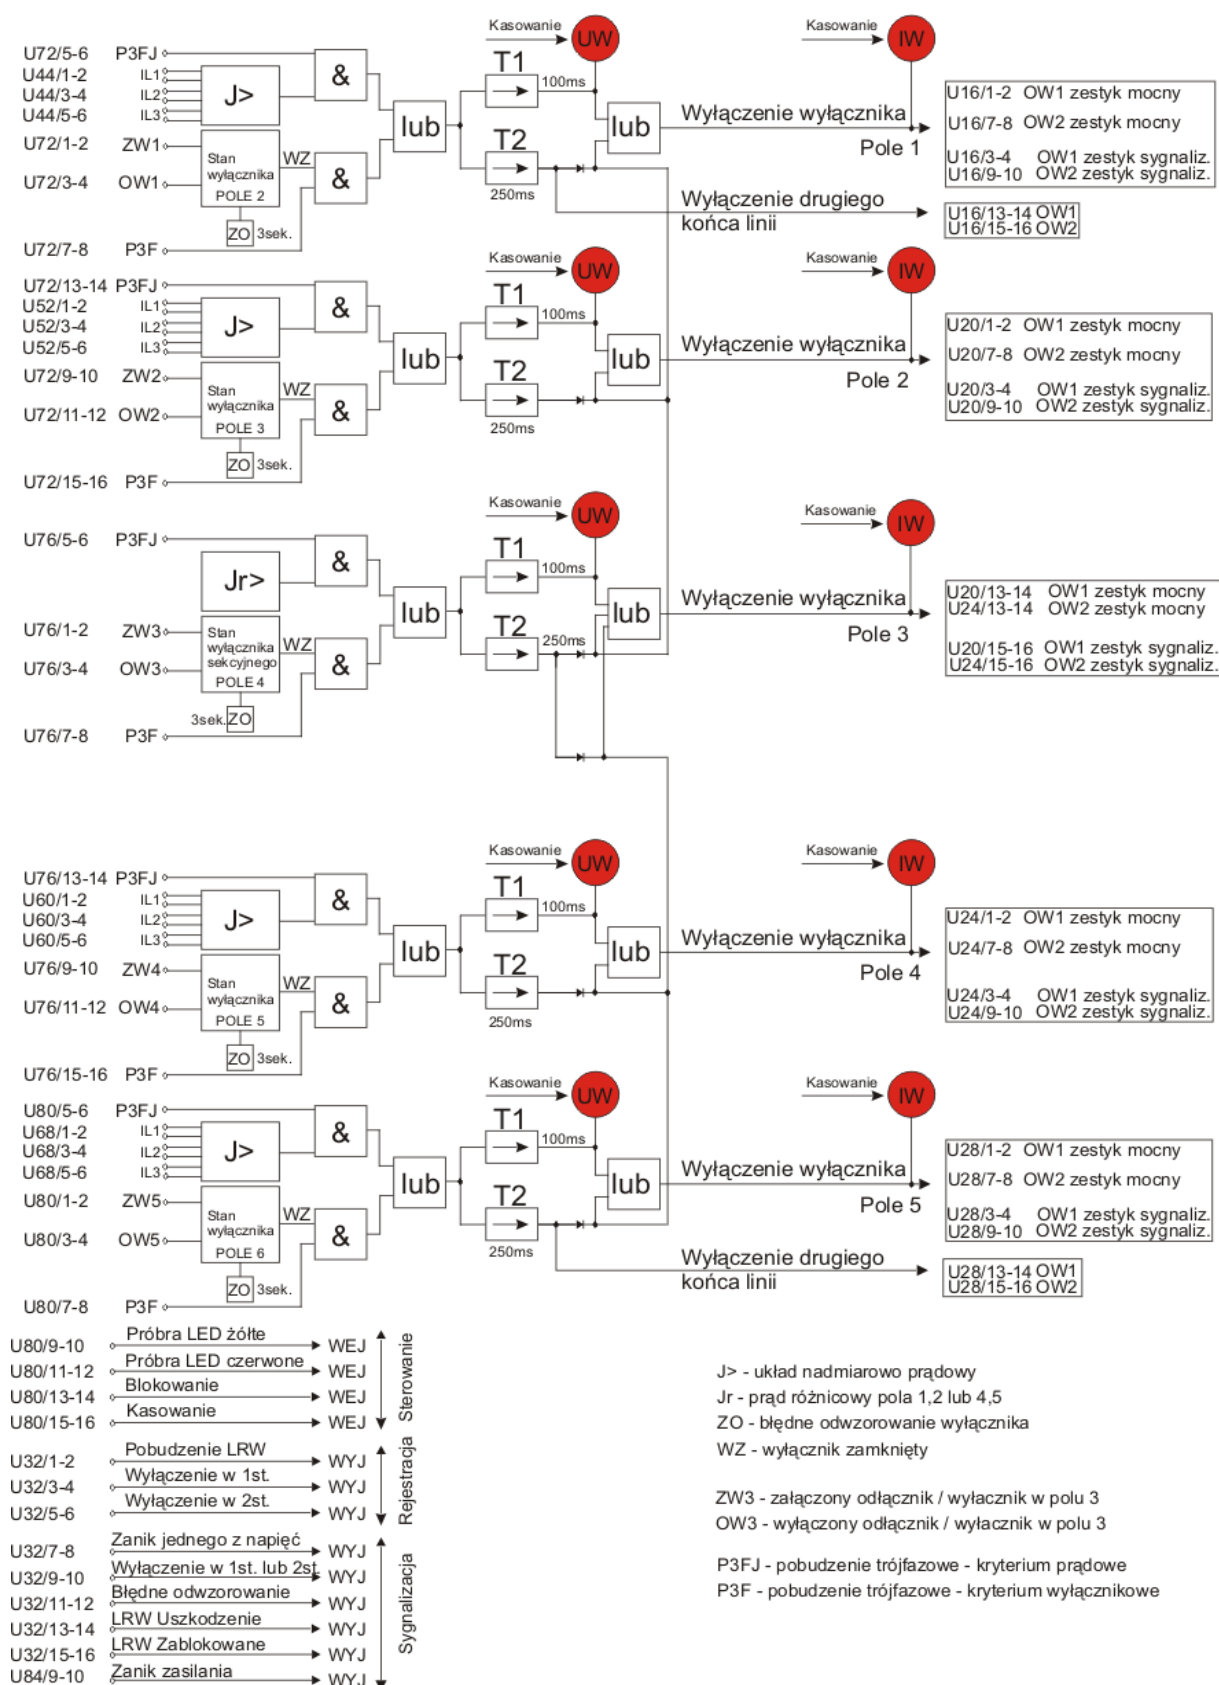 Kasowanie UW Kasowanie IW
U72/5-6 P3FJ & T1 100ms
U44/1-2 IL1
U44/3-4 IL2 J>
U44/5-6 IL3
lub lub Wyłączenie wyłącznika
Pole 1
U16/1-2 OW1 zestyk mocny
U16/7-8 OW2 zestyk mocny
U16/3-4 OW1 zestyk sygnaliz.
U16/9-10 OW2 zestyk sygnaliz.
U72/1-2 ZW1 Stan wyłącznika POLE 2 WZ & T2 250ms
U72/3-4 OW1
ZO 3sek.
U72/7-8 P3F
Wyłączenie drugiego
końca linii
U16/13-14 OW1
U16/15-16 OW2
Kasowanie UW Kasowanie IW
U72/13-14 P3FJ & T1 100ms
U52/1-2 IL1
U52/3-4 IL2 J>
U52/5-6 IL3
lub lub Wyłączenie wyłącznika
Pole 2
U20/1-2 OW1 zestyk mocny
U20/7-8 OW2 zestyk mocny
U20/3-4 OW1 zestyk sygnaliz.
U20/9-10 OW2 zestyk sygnaliz.
U72/9-10 ZW2 Stan wyłącznika POLE 3 WZ & T2 250ms
U72/11-12 OW2
ZO 3sek.
U72/15-16 P3F
Kasowanie UW Kasowanie IW
U76/5-6 P3FJ & T1 100ms
Jr>
lub lub Wyłączenie wyłącznika
Pole 3
U20/13-14 OW1 zestyk mocny
U24/13-14 OW2 zestyk mocny
U20/15-16 OW1 zestyk sygnaliz.
U24/15-16 OW2 zestyk sygnaliz.
U76/1-2 ZW3 Stan wyłącznika sekcyjnego POLE 4 WZ & T2 250ms
U76/3-4 OW3
3sek. ZO
U76/7-8 P3F
Kasowanie UW Kasowanie IW
U76/13-14 P3FJ & T1 100ms
U60/1-2 IL1
U60/3-4 IL2 J>
U60/5-6 IL3
lub lub Wyłączenie wyłącznika
Pole 4
U24/1-2 OW1 zestyk mocny
U24/7-8 OW2 zestyk mocny
U24/3-4 OW1 zestyk sygnaliz.
U24/9-10 OW2 zestyk sygnaliz.
U76/9-10 ZW4 Stan wyłącznika POLE 5 WZ & T2 250ms
U76/11-12 OW4
ZO 3sek.
U76/15-16 P3F
Kasowanie UW Kasowanie IW
U80/5-6 P3FJ & T1 100ms
U68/1-2 IL1
U68/3-4 IL2 J>
U68/5-6 IL3
lub lub Wyłączenie wyłącznika
Pole 5
U28/1-2 OW1 zestyk mocny
U28/7-8 OW2 zestyk mocny
U28/3-4 OW1 zestyk sygnaliz.
U28/9-10 OW2 zestyk sygnaliz.
U80/1-2 ZW5 Stan wyłącznika POLE 6 WZ & T2 250ms
U80/3-4 OW5
ZO 3sek.
U80/7-8 P3F
Wyłączenie drugiego
końca linii
U28/13-14 OW1
U28/15-16 OW2
U80/9-10 Próbra LED żółte WEJ
U80/11-12 Próbra LED czerwone WEJ
U80/13-14 Blokowanie WEJ
U80/15-16 Kasowanie WEJ
Sterowanie
U32/1-2 Pobudzenie LRW WYJ
U32/3-4 Wyłączenie w 1st. WYJ
U32/5-6 Wyłączenie w 2st. WYJ
Rejestracja
U32/7-8 Zanik jednego z napięć WYJ
U32/9-10 Wyłączenie w 1st. lub 2st. WYJ
U32/11-12 Błędne odwzorowanie WYJ
U32/13-14 LRW Uszkodzenie WYJ
U32/15-16 LRW Zablokowane WYJ
U84/9-10 Zanik zasilania WYJ
Sygnalizacja
J> - układ nadmiarowo prądowy
Jr - prąd różnicowy pola 1,2 lub 4,5
ZO - błędne odwzorowanie wyłącznika
WZ - wyłącznik zamknięty
ZW3 - załączony odłącznik / wyłacznik w polu 3
OW3 - wyłączony odłącznik / wyłacznik w polu 3
P3FJ - pobudzenie trójfazowe - kryterium prądowe
P3F - pobudzenie trójfazowe - kryterium wyłącznikowe